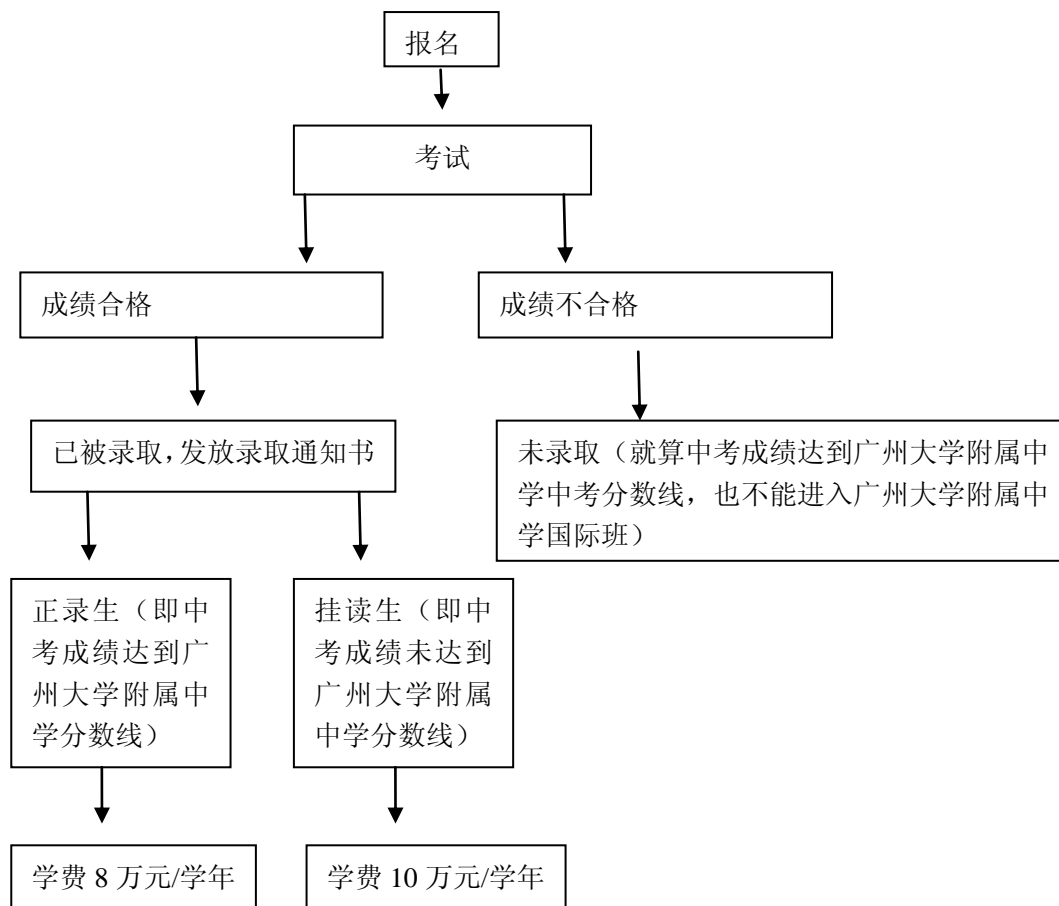 报名
考试
成绩合格
成绩不合格
已被录取，发放录取通知书
未录取（就算中考成绩达到广州大学附属中
学中考分数线，也不能进入广州大学附属中
学国际班）
正录生（即中
考成绩达到广
州大学附属中
学分数线）
挂读生（即中
考成绩未达到
广州大学附属
中学分数线）
学费 8 万元/学年
学费 10 万元/学年